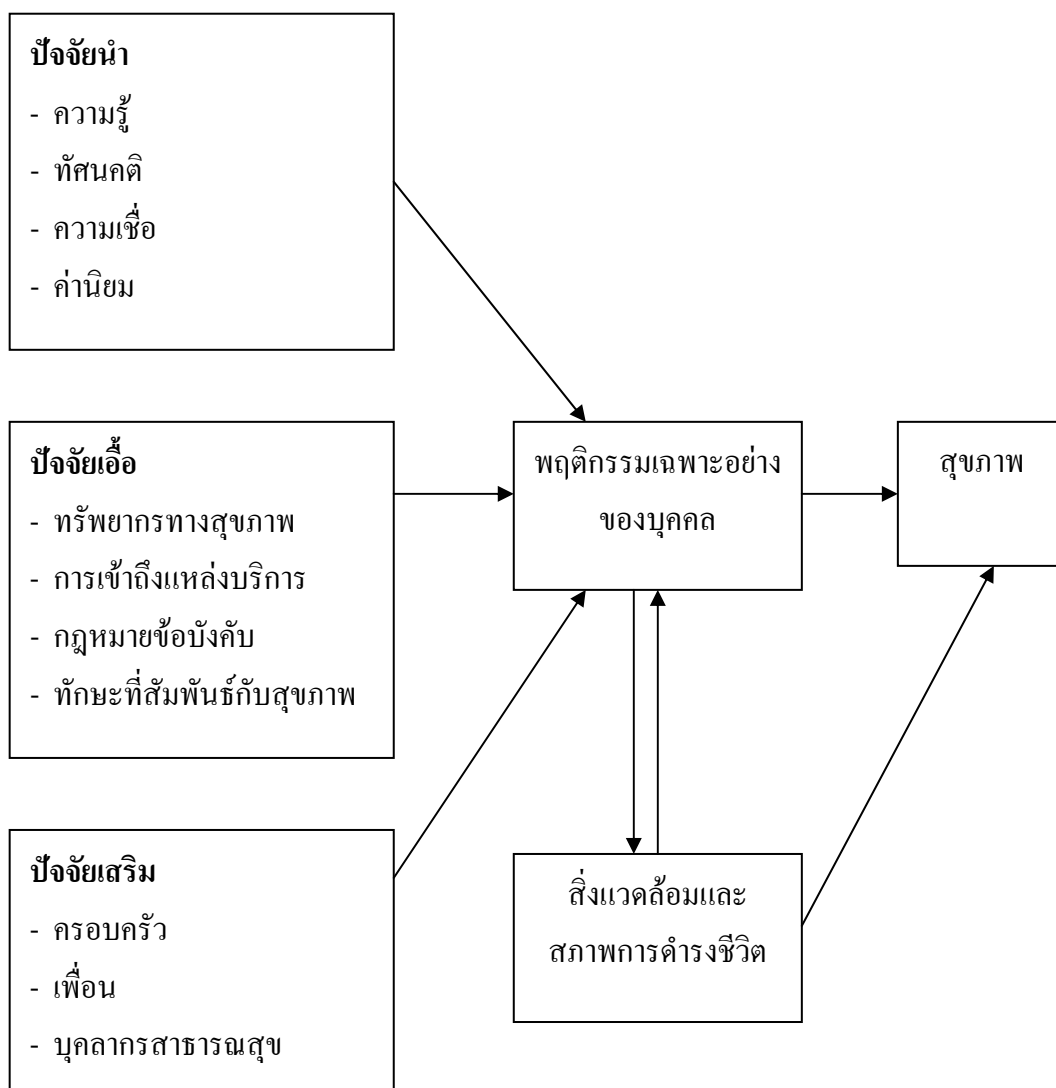 ปัจจัยนำ
- ความรู้
- ทัศนคติ
- ความเชื่อ
- ค่านิยม
ปัจจัยเอื้อ
- ทรัพยากรทางสุขภาพ
- การเข้าถึงแหล่งบริการ
- กฎหมายข้อบังคับ
- ทักษะที่สัมพันธ์กับสุขภาพ
ปัจจัยเสริม
- ครอบครัว
- เพื่อน
- บุคลากรสาธารณสุข
พฤติกรรมเฉพาะอย่าง
ของบุคคล
สิ่งแวดล้อมและ
สภาพการดำรงชีวิต
สุขภาพ